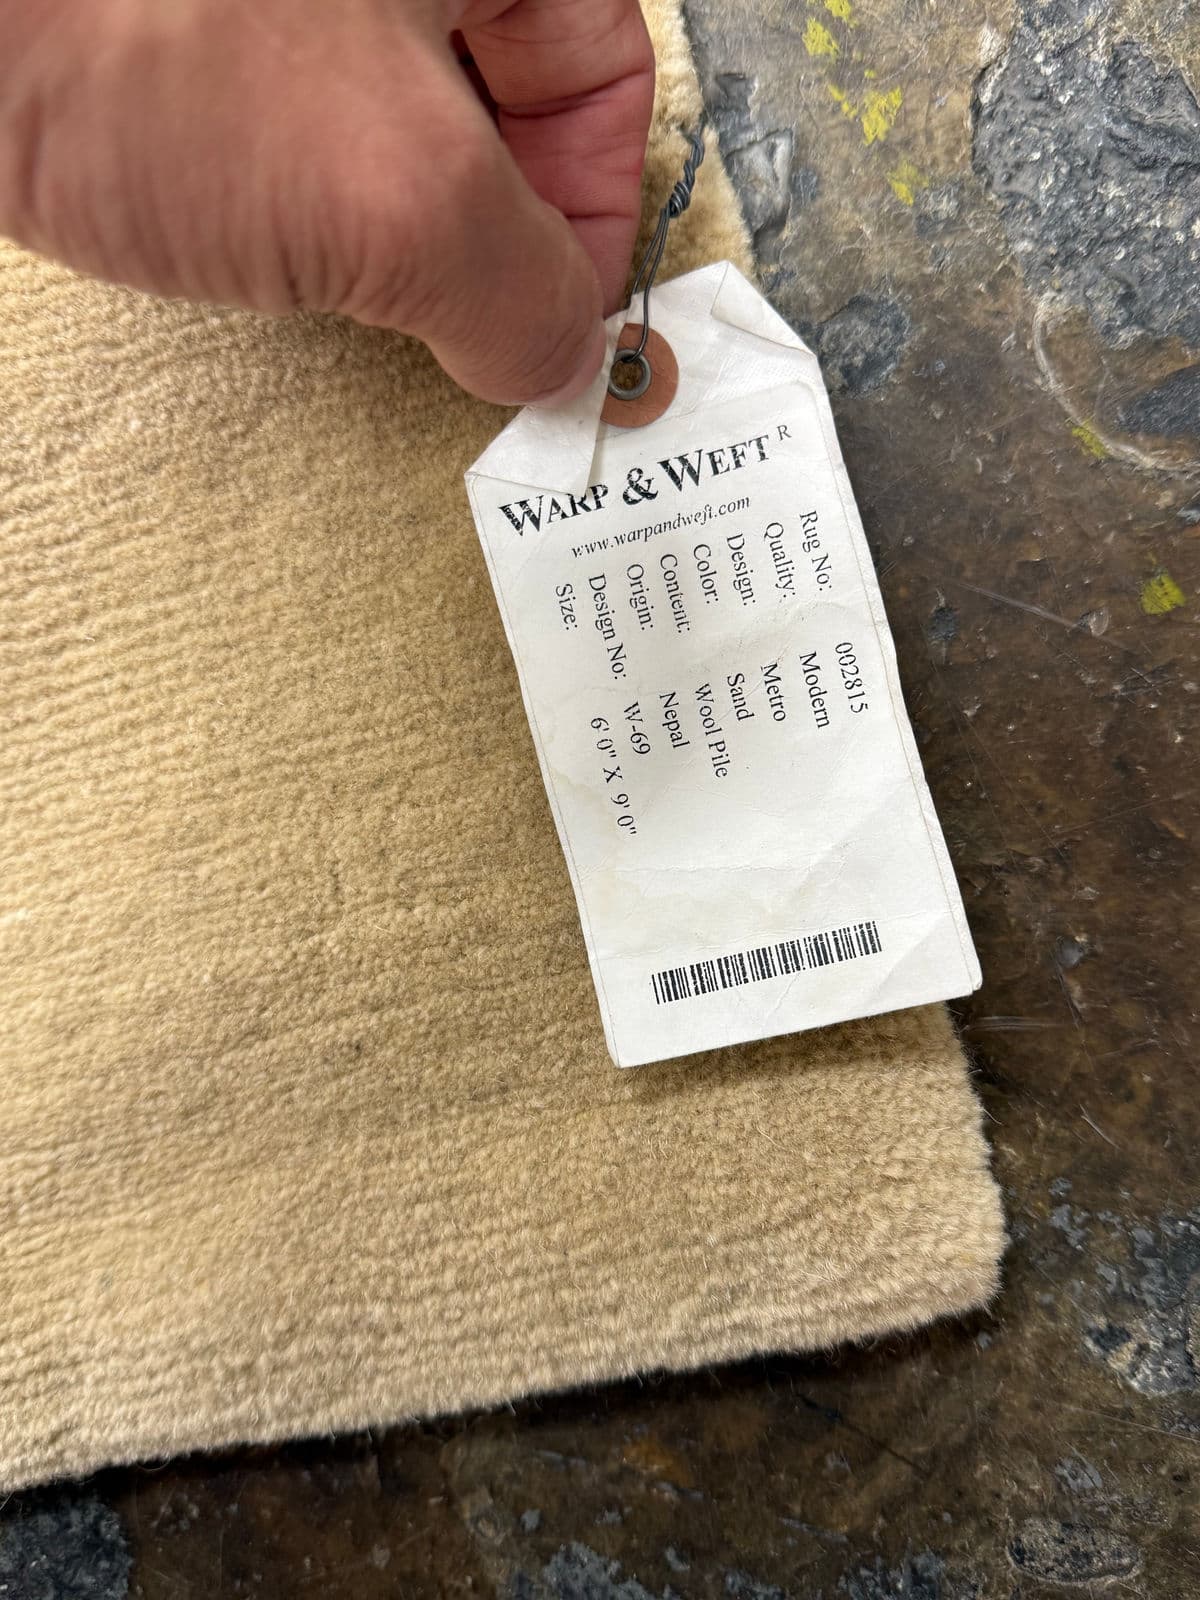 WARP & WEFT R
www.warpandweft.com
Rug No: 002815
Quality: Modern
Design: Metro
Color: Sand
Content: Wool Pile
Origin: Nepal
Design No: W-69
Size: 6' 0" X 9' 0"